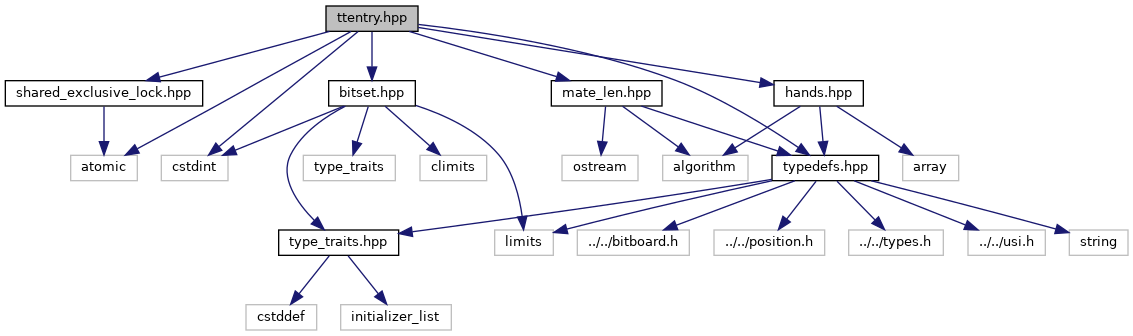 ttentry.hpp
shared_exclusive_lock.hpp
bitset.hpp
mate_len.hpp
hands.hpp
atomic
cstdint
type_traits
climits
ostream
algorithm
typedefs.hpp
array
type_traits.hpp
limits
../../bitboard.h
../../position.h
../../types.h
../../usi.h
string
cstddef
initializer_list